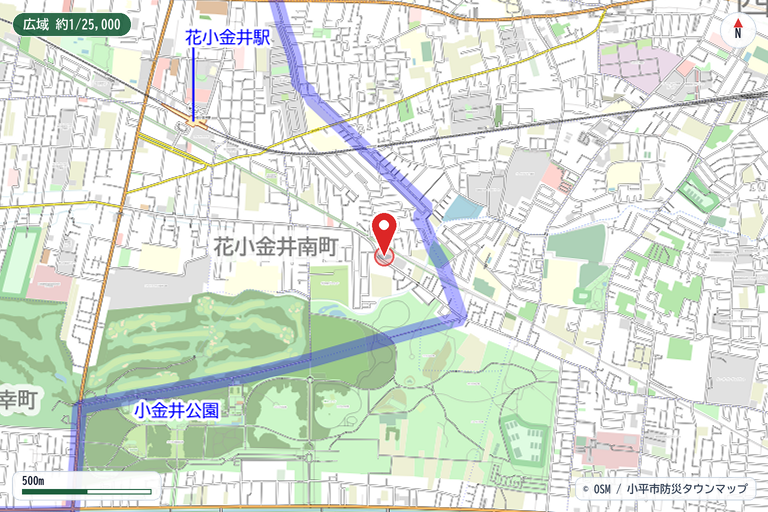 広域 約1/25,000
花小金井駅
N
花小金井南町
幸町
小金井公園
500m
© OSM / 小平市防災タウンマップ